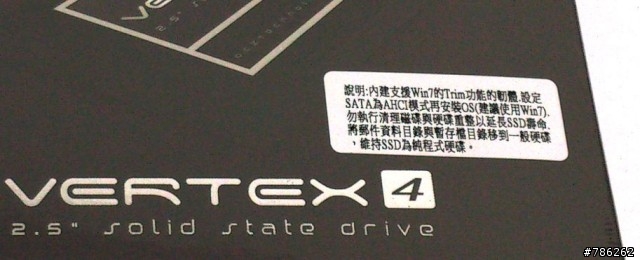 2.5" so
說明:內建支援Win7的Trim功能的韌體,設定
SATA為AHCI模式再安裝OS(建議使用Win7).
勿執行清理磁碟與硬碟重整以延長SSD壽命.
將郵件資料目錄與暫存檔目錄移到一般硬碟
，維持SSD為純程式硬碟。
VERTEX 4
2.5" solid state drive
#786262